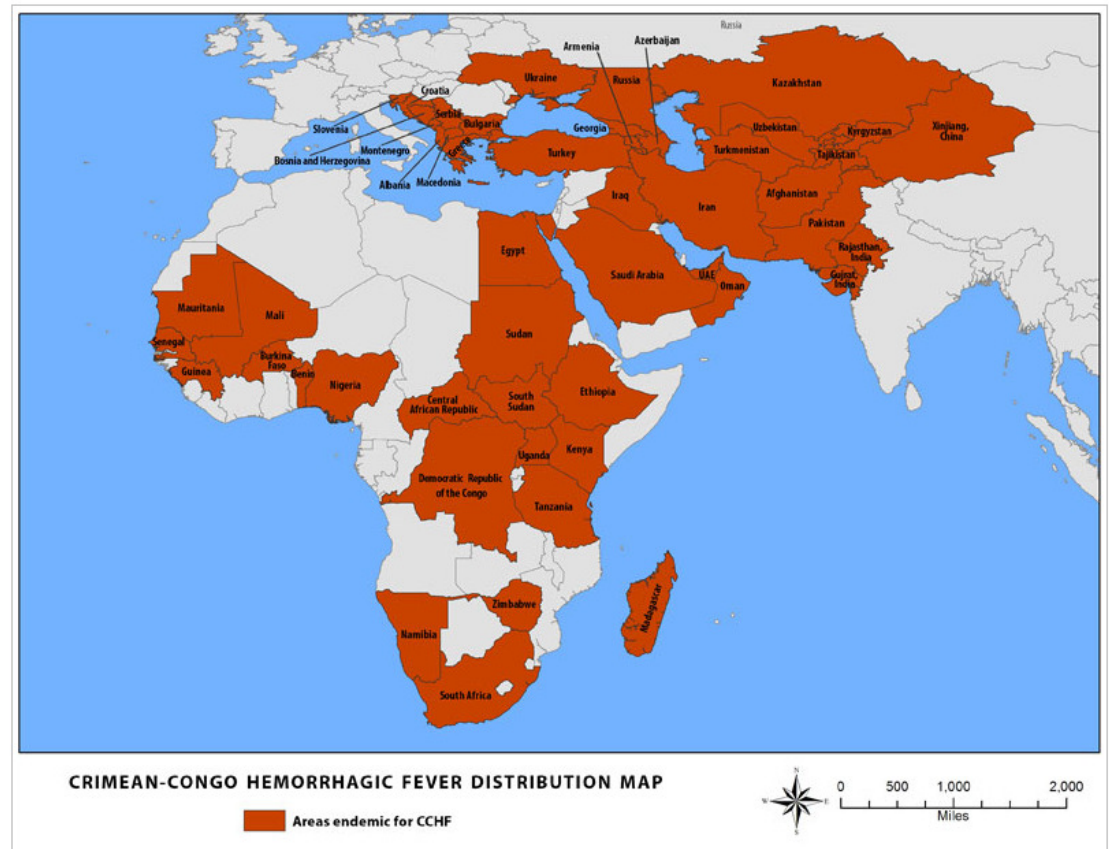 Russia
Armenia
Azerbaijan
Ukraine
Russia
Kazakhstan
Croatia
Slovenia
Serbia
Bulgaria
Georgia
Uzbekistan
Kyrgyzstan
Xinjiang,
China
Bosnia and Herzegovina
Montenegro
Greece
Turkey
Turkmenistan
Tajikistan
Albania
Macedonia
Iraq
Iran
Afghanistan
Pakistan
Egypt
Rajasthan,
India
Saudi Arabia
UAE
Oman
Gujrat,
India
Mauritania
Mali
Sudan
Senegal
Guinea
Burkina
Faso
Benin
Nigeria
Central
African Republic
South
Sudan
Ethiopia
Uganda
Kenya
Democratic Republic
of the Congo
Tanzania
Madagascar
Zimbabwe
Namibia
South Africa
CRIMEAN-CONGO HEMORRHAGIC FEVER DISTRIBUTION MAP
Areas endemic for CCHF
N
W
E
S
0 500 1,000 2,000
Miles